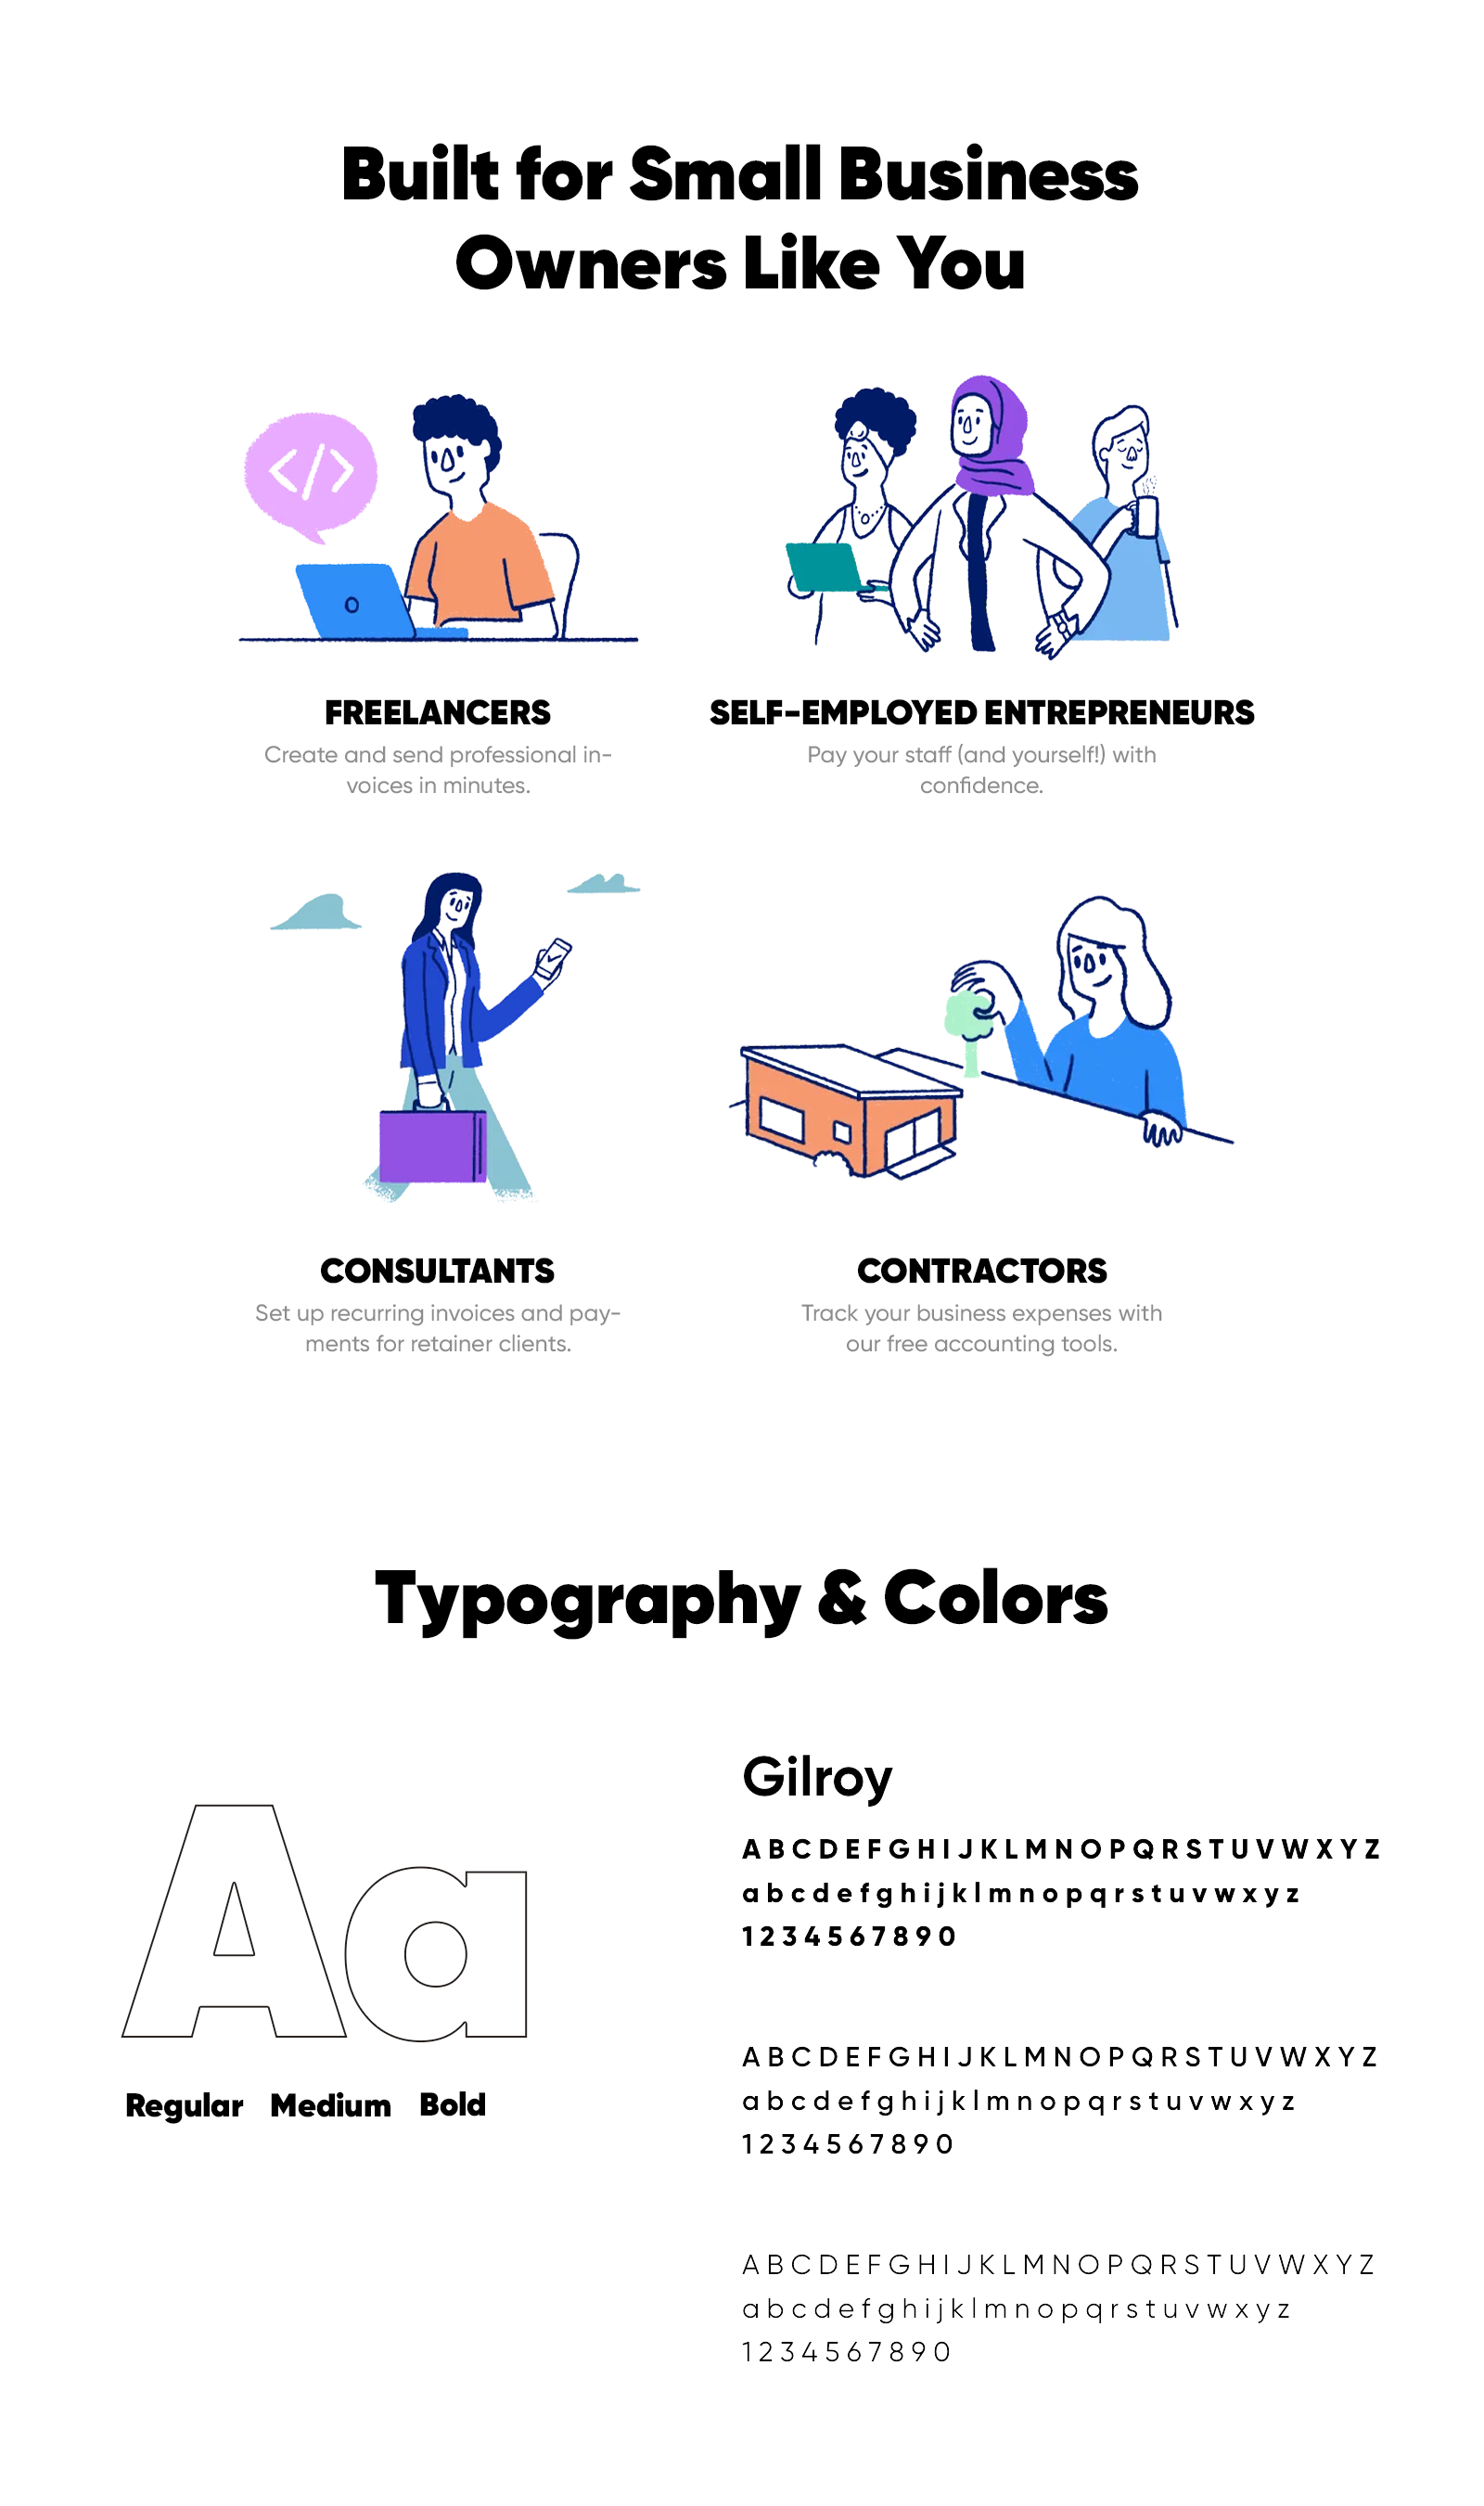 Built for Small Business
Owners Like You
</>
FREELANCERS
Create and send professional in-
voices in minutes.
SELF-EMPLOYED ENTREPRENEURS
Pay your staff (and yourself!) with
confidence.
CONSULTANTS
Set up recurring invoices and pay-
ments for retainer clients.
CONTRACTORS
Track your business expenses with
our free accounting tools.
Typography & Colors
Aa
Regular Medium Bold
Gilroy
A B C D E F G H I J K L M N O P Q R S T U V W X Y Z
a b c d e f g h i j k l m n o p q r s t u v w x y z
1 2 3 4 5 6 7 8 9 0
A B C D E F G H I J K L M N O P Q R S T U V W X Y Z
a b c d e f g h i j k l m n o p q r s t u v w x y z
1 2 3 4 5 6 7 8 9 0
A B C D E F G H I J K L M N O P Q R S T U V W X Y Z
a b c d e f g h i j k l m n o p q r s t u v w x y z
1 2 3 4 5 6 7 8 9 0